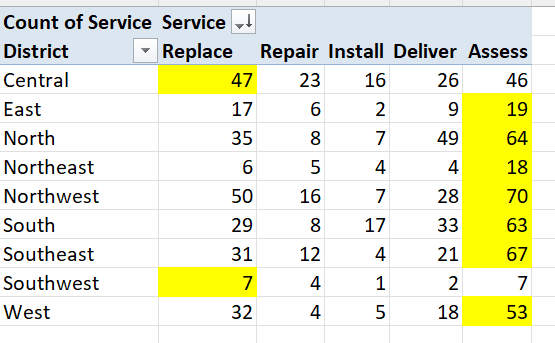 Count of Service Service
District Replace Repair Install Deliver Assess
Central 47 23 16 26 46
East 17 6 2 9 19
North 35 8 7 49 64
Northeast 6 5 4 4 18
Northwest 50 16 7 28 70
South 29 8 17 33 63
Southeast 31 12 4 21 67
Southwest 7 4 1 2 7
West 32 4 5 18 53